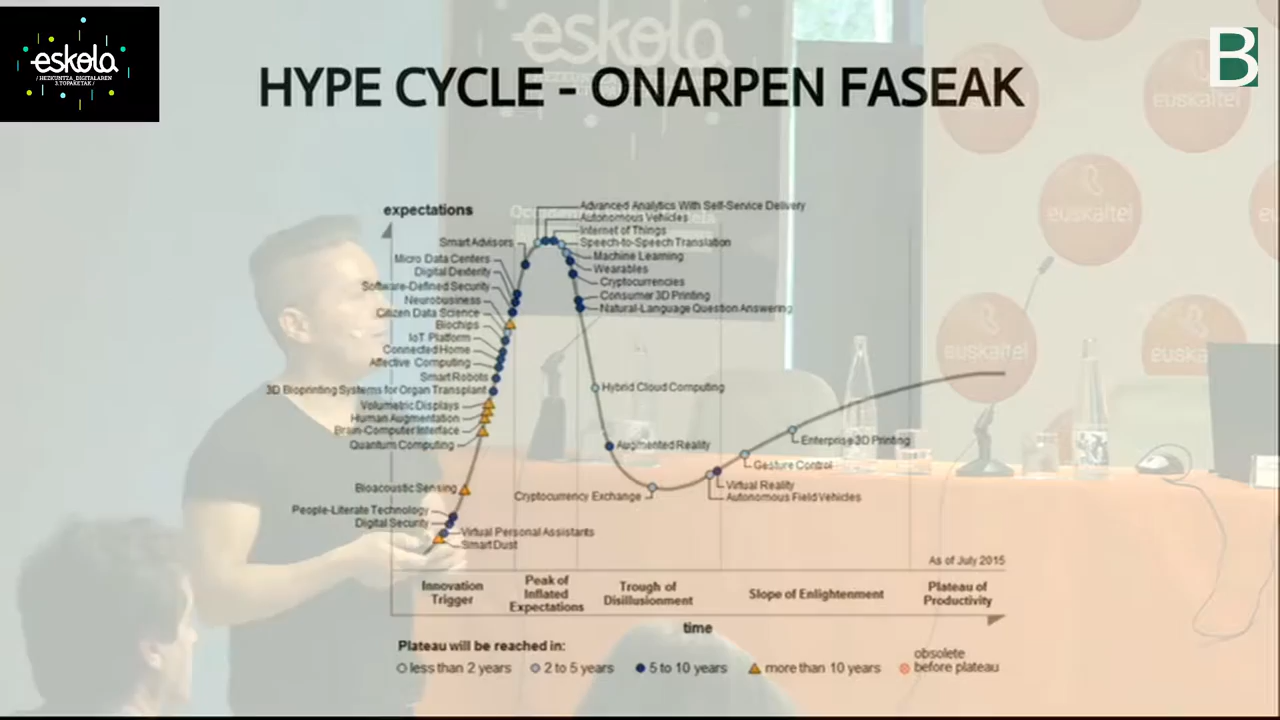 eskola
/ HEZKUNTZA_DIGITALAREN
3.TOPAKETAK /
B
eskola
HYPE CYCLE - ONARPEN FASEAK
euskaltel
euskaltel
euskaltel
euskaltel
euska
expectations
Advanced Analytics With Self-Service Delivery
Autonomous Vehicles
Internet of Things
Smart Advisors
Speech-to-Speech Translation
Micro Data Centers
Machine Learning
Digital Dexterity
Wearables
Software-Defined Security
Cryptocurrencies
Neurobusiness
Consumer 3D Printing
Citizen Data Science
Natural-Language Question Answering
Biochips
IoT Platform
Connected Home
Affective Computing
Smart Robots
3D Bioprinting Systems for Organ Transplant
Hybrid Cloud Computing
Volumetric Displays
Human Augmentation
Brain-Computer Interface
Quantum Computing
Augmented Reality
Enterprise 3D Printing
Gesture Control
Bioacoustic Sensing
Virtual Reality
Cryptocurrency Exchange
Autonomous Field Vehicles
People-Literate Technology
Digital Security
Virtual Personal Assistants
Smart Dust
As of July 2015
Innovation
Trigger
Peak of
Inflated
Expectations
Trough of
Disillusionment
Slope of Enlightenment
Plateau of
Productivity
time
Plateau will be reached in:
less than 2 years
2 to 5 years
5 to 10 years
more than 10 years
obsolete
before plateau